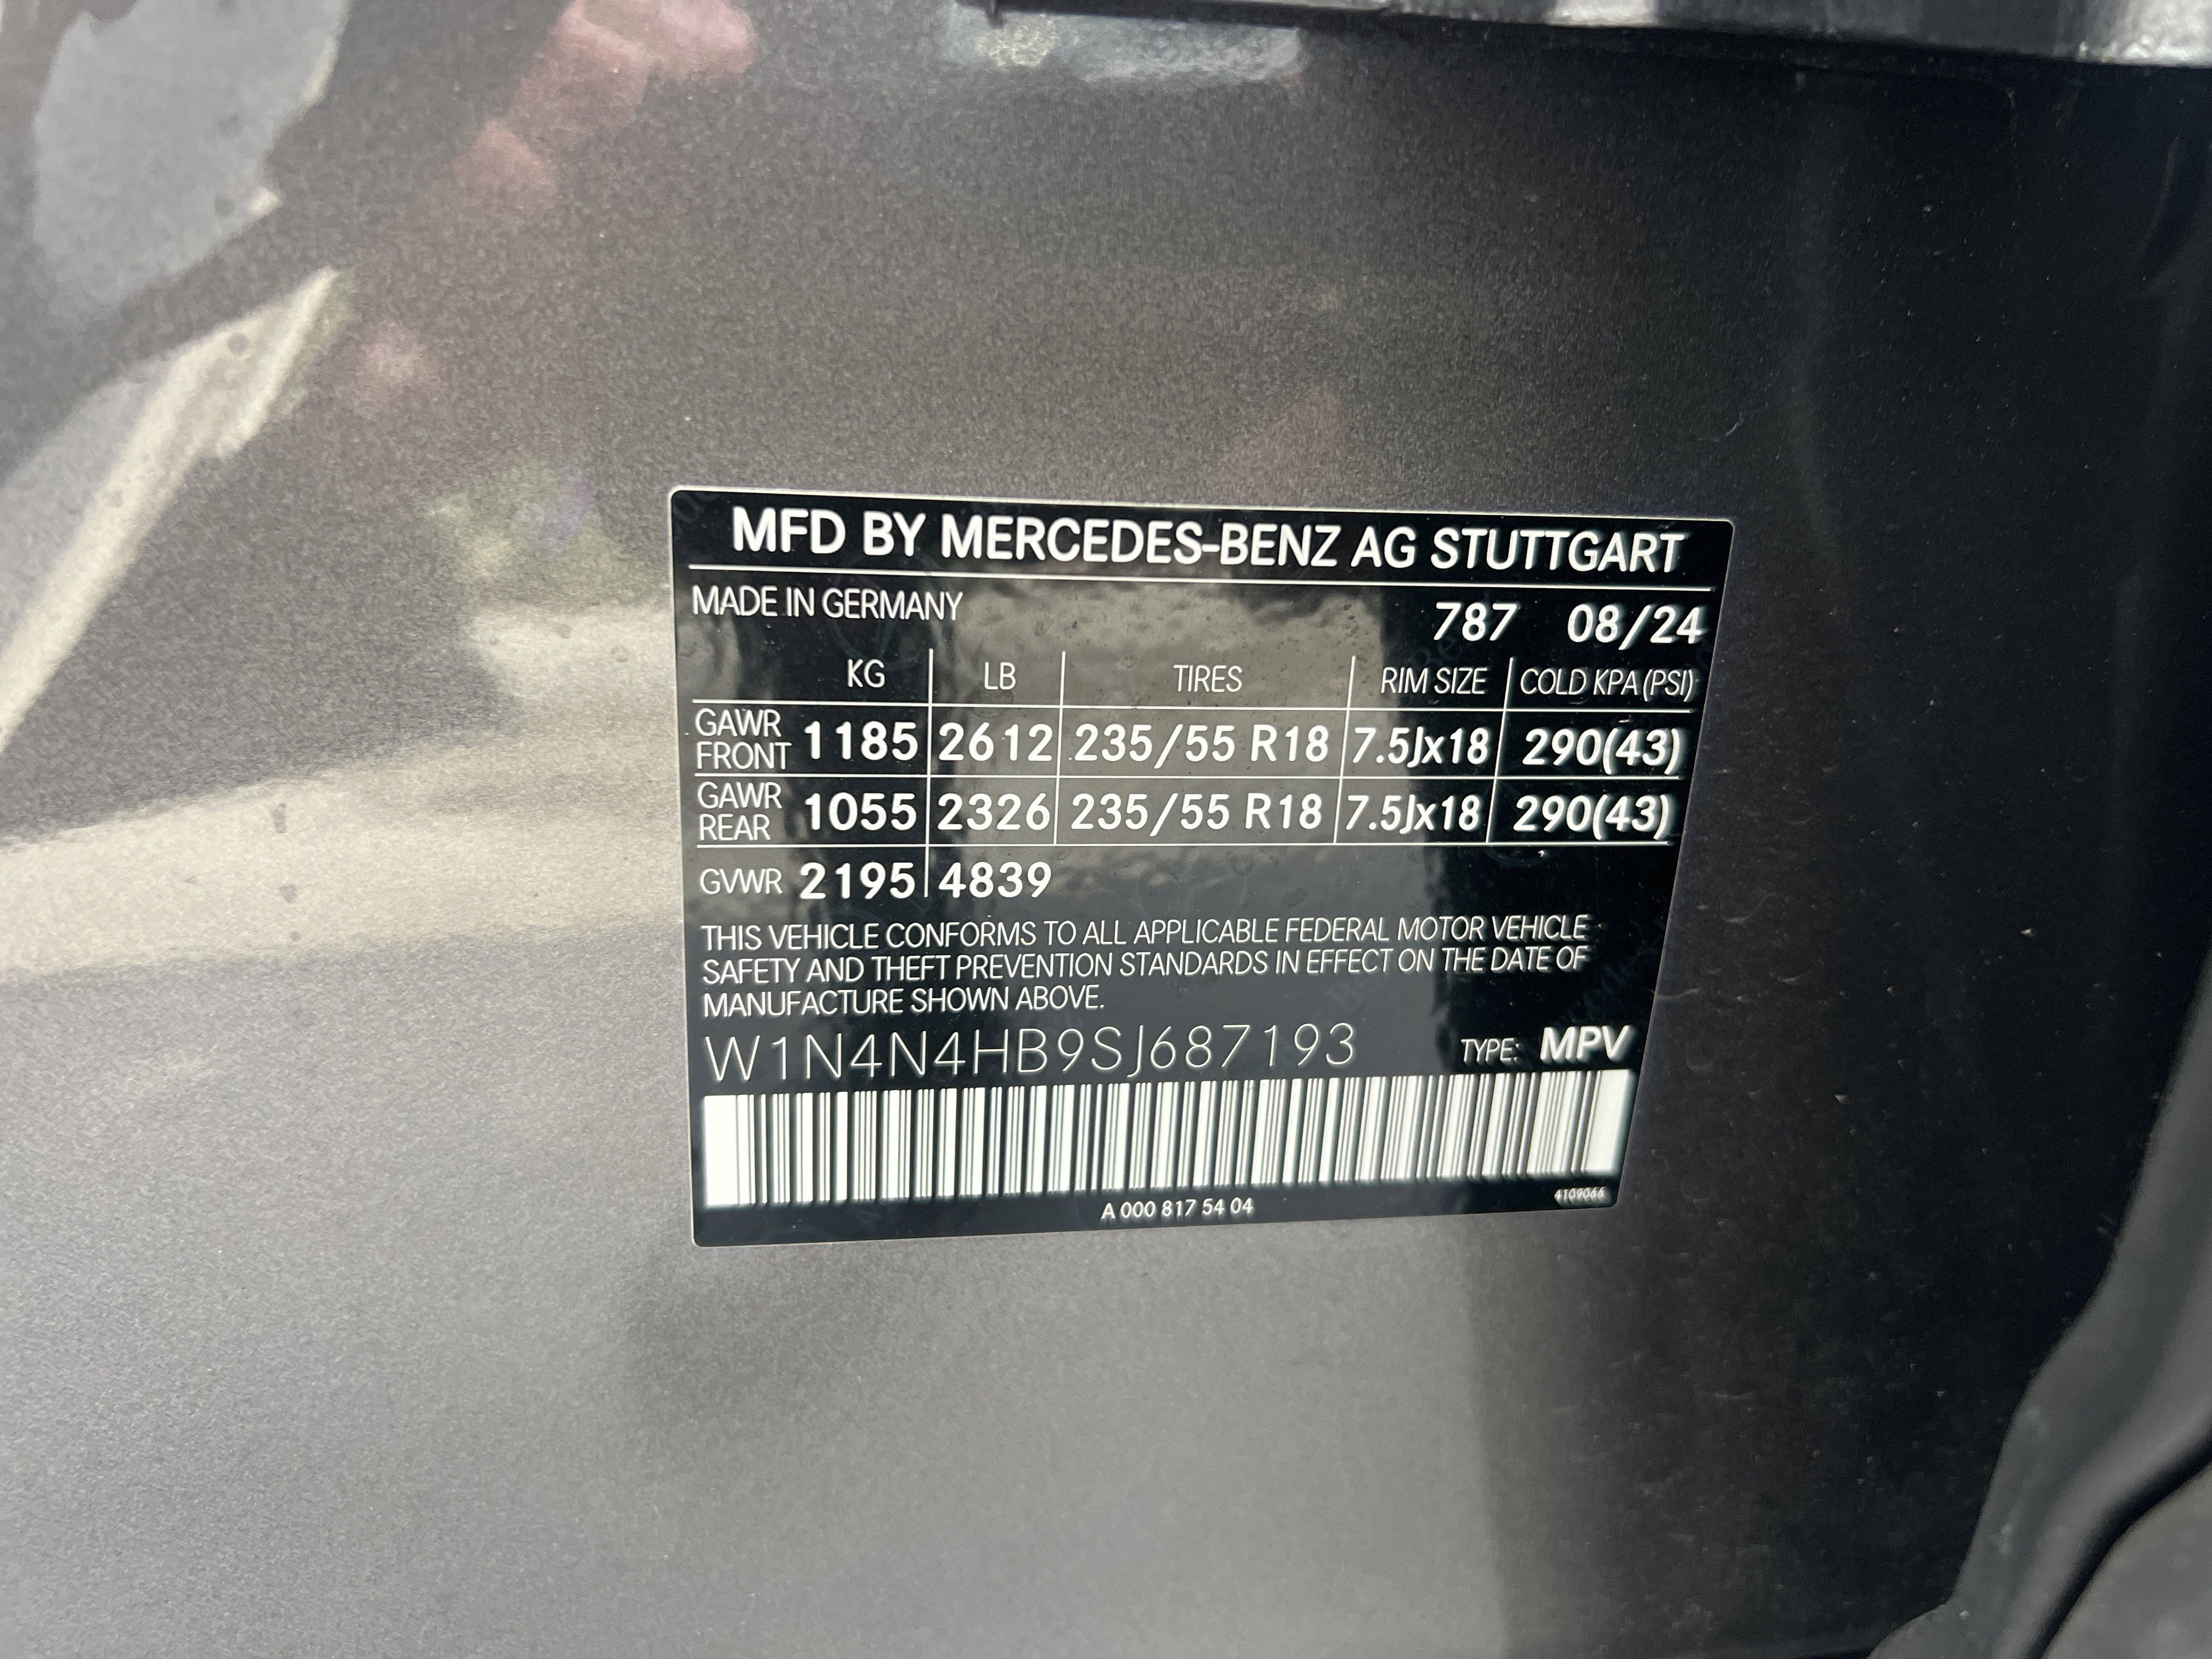 MFD BY MERCEDES-BENZ AG STUTTGART
MADE IN GERMANY 787 08/24
KG LB TIRES RIM SIZE COLD KPA (PSI)
GAWR FRONT 1185 2612 235/55 R18 7.5Jx18 290(43)
GAWR REAR 1055 2326 235/55 R18 7.5Jx18 290(43)
GVWR 2195 4839
THIS VEHICLE CONFORMS TO ALL APPLICABLE FEDERAL MOTOR VEHICLE
SAFETY AND THEFT PREVENTION STANDARDS IN EFFECT ON THE DATE OF
MANUFACTURE SHOWN ABOVE.
W1N4N4HB9SJ687193 TYPE: MPV
A 000 817 54 04 4109066